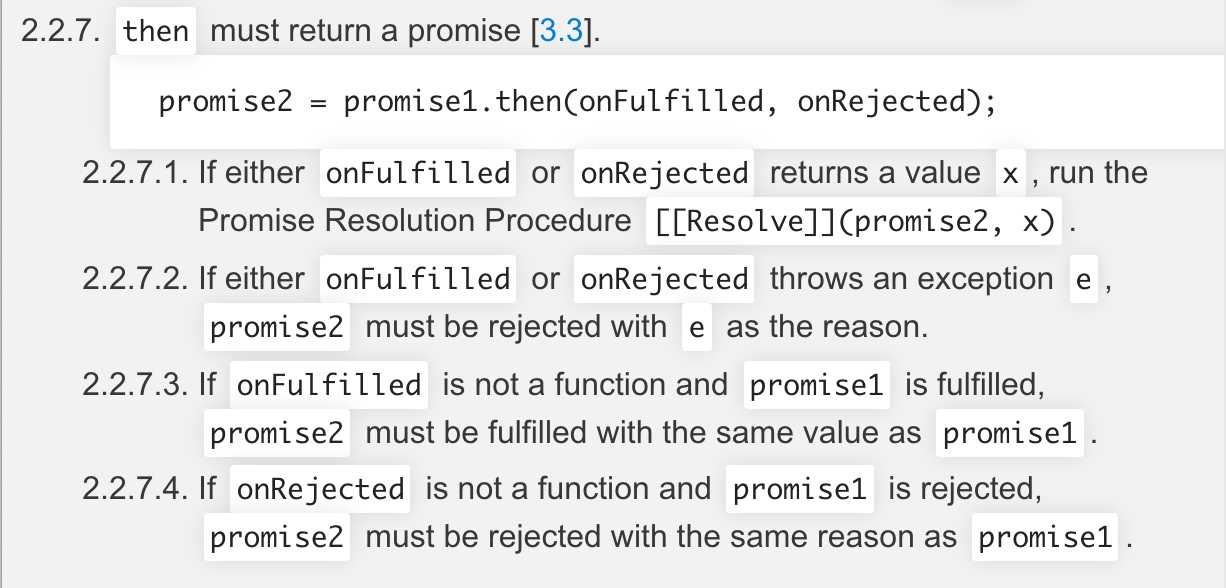 2.2.7. then must return a promise [3.3].
promise2 = promise1.then(onFulfilled, onRejected);
2.2.7.1. If either onFulfilled or onRejected returns a value x , run the
Promise Resolution Procedure [[Resolve]](promise2, x) .
2.2.7.2. If either onFulfilled or onRejected throws an exception e ,
promise2 must be rejected with e as the reason.
2.2.7.3. If onFulfilled is not a function and promise1 is fulfilled,
promise2 must be fulfilled with the same value as promise1 .
2.2.7.4. If onRejected is not a function and promise1 is rejected,
promise2 must be rejected with the same reason as promise1 .